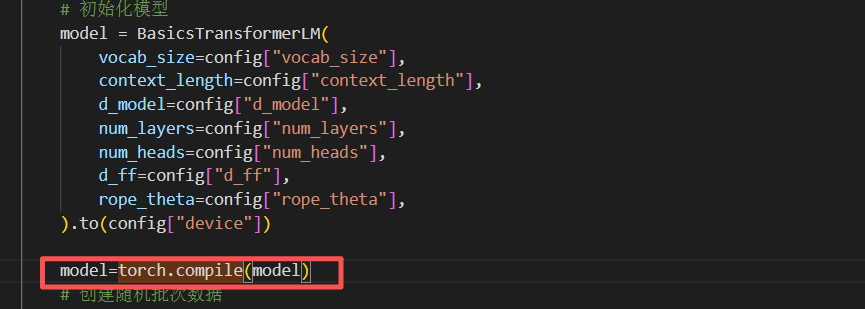 # 初始化模型
model = BasicsTransformerLM(
vocab_size=config["vocab_size"],
context_length=config["context_length"],
d_model=config["d_model"],
num_layers=config["num_layers"],
num_heads=config["num_heads"],
d_ff=config["d_ff"],
rope_theta=config["rope_theta"],
).to(config["device"])
model=torch.compile(model)
# 创建随机批次数据